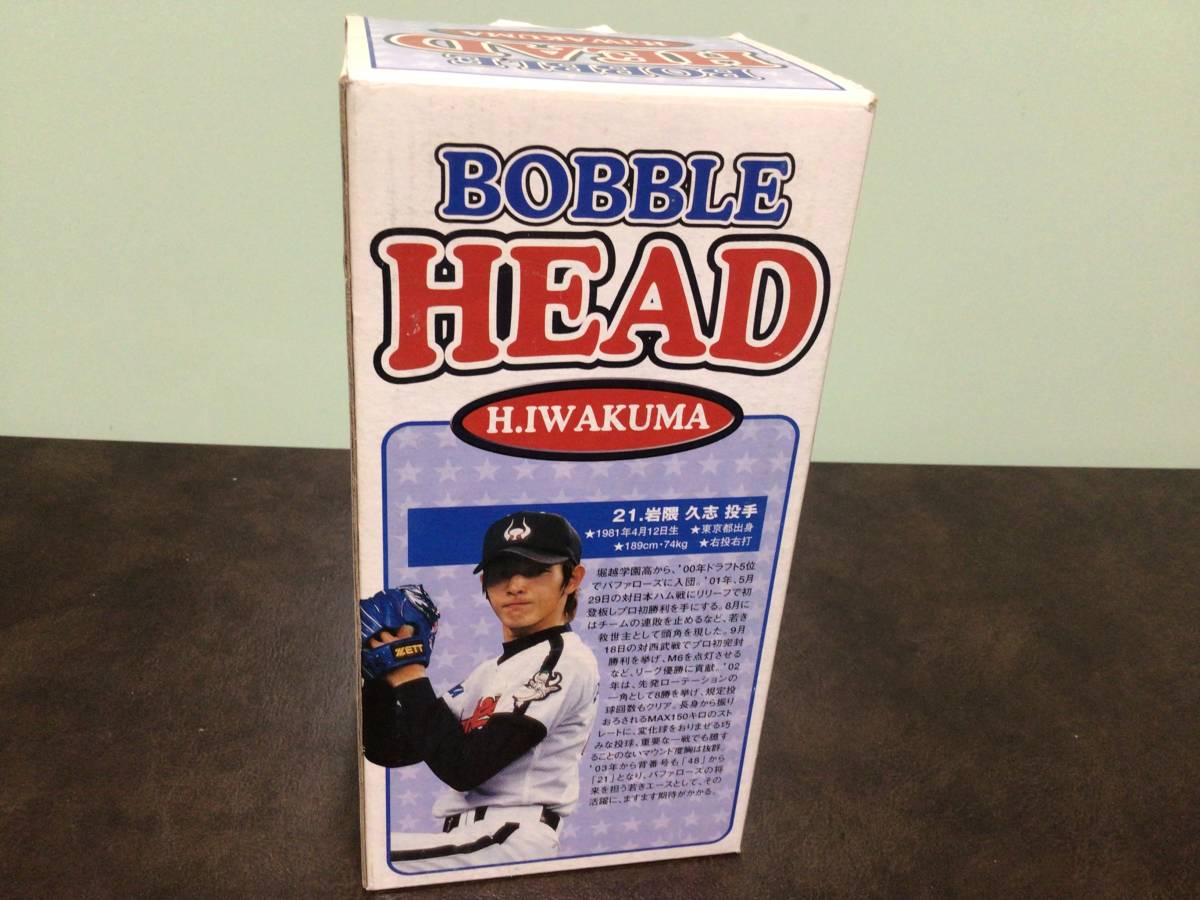 H.IWAKUMA
HEAD
BOBBLE
BOBBLE
HEAD
H.IWAKUMA
21.岩隈 久志 投手
★1981年4月12日生 ★東京都出身
★189cm・74kg ★右投右打
堀越学園高から、'00年ドラフト5位
でバファローズに入団。'01年、5月
29日の対日本ハム戦にリリーフで初
登板しプロ初勝利を手にする。8月に
はチームの連敗を止めるなど、若き
救世主として頭角を現した。9月
18日の対西武戦でプロ初完封
勝利を挙げ、M6を点灯させる
など、リーグ優勝に貢献。'02
年は、先発ローテーションの
一角として8勝を挙げ、規定投
球回数もクリア。長身から振り
おろされるMAX150キロのスト
レートに、変化球をおりまぜる巧
みな投球、重要な一戦でも臆す
ることのないマウンド度胸は抜群。
'03年から背番号も「48」から
「21」となり、バファローズの将
来を担う若きエースとして、その
活躍に、ますます期待がかかる。
ZETT